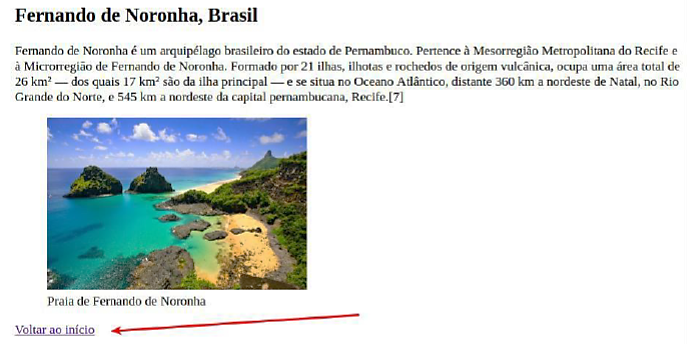 Fernando de Noronha, Brasil
Fernando de Noronha é um arquipélago brasileiro do estado de Pernambuco. Pertence à Mesorregião Metropolitana do Recife e
à Microrregião de Fernando de Noronha. Formado por 21 ilhas, ilhotas e rochedos de origem vulcânica, ocupa uma área total de
26 km² — dos quais 17 km² são da ilha principal — e se situa no Oceano Atlântico, distante 360 km a nordeste de Natal, no Rio
Grande do Norte, e 545 km a nordeste da capital pernambucana, Recife.[7]
Praia de Fernando de Noronha
Voltar ao início